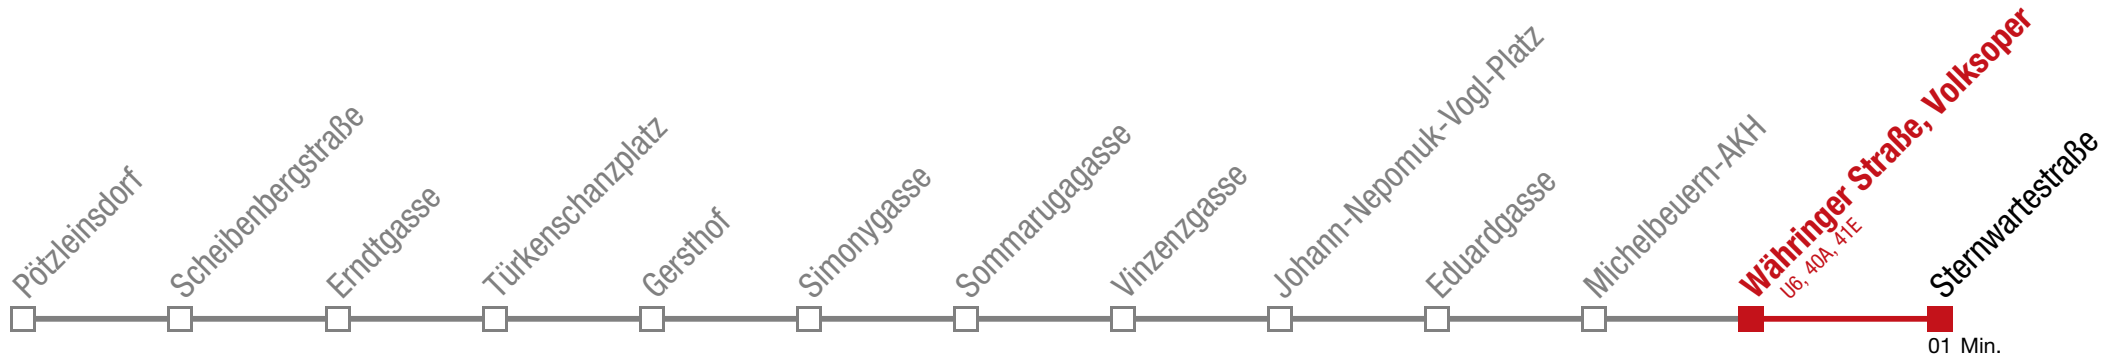 Pötzleinsdorf
Scheibenbergstraße
Erndtgasse
Türkenschanzplatz
Gersthof
Simonygasse
Sommarugagasse
Vinzenzgasse
Johann-Nepomuk-Vogl-Platz
Eduardgasse
Michelbeuern-AKH
Währinger Straße, Volksoper
U6, 40A, 41E
Sternwartestraße
01 Min.